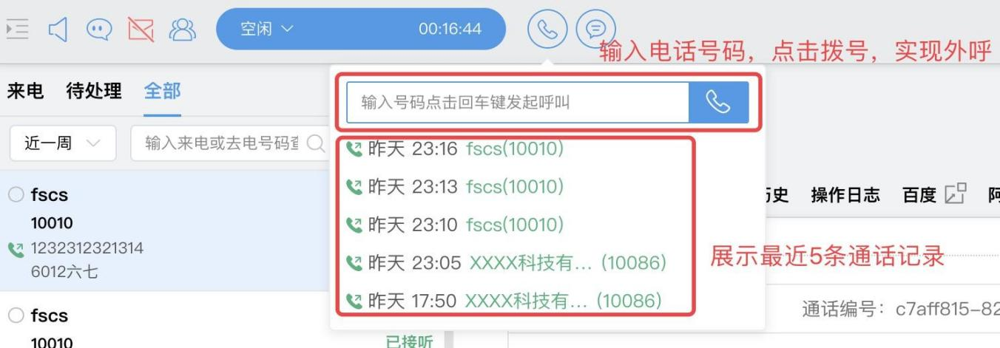 空闲 00:16:44
输入电话号码，点击拨号，实现外呼
来电 待处理 全部
输入号码点击回车键发起呼叫
近一周 输入来电或去电号码
昨天 23:16 fscs(10010)
昨天 23:13 fscs(10010)
fscs
历史 操作日志 百度
10010
昨天 23:10 fscs(10010)
1232312321314
6012六七
昨天 23:05 XXXX科技有... (10086)
展示最近5条通话记录
昨天 17:50 XXXX科技有... (10086)
通话编号：c7aff815-82
fscs
10010
已接听